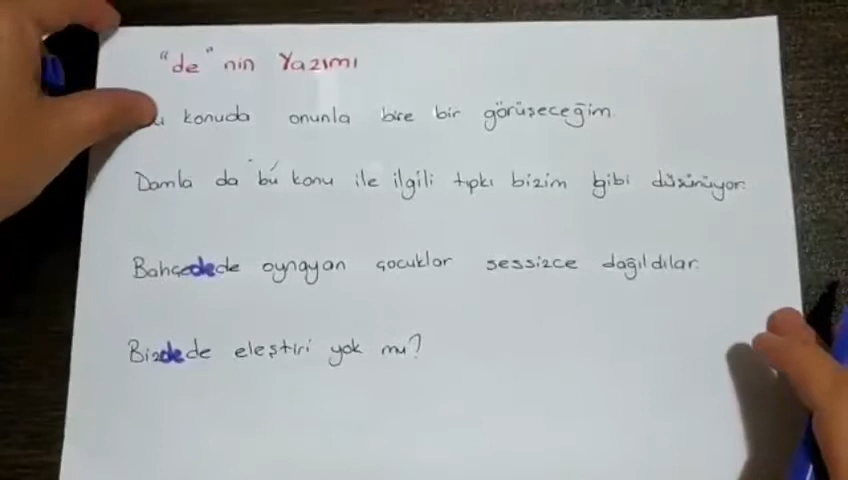 "de" nin Yazımı
konuda onunla bire bir görüşeceğim.
Damla da bu konu ile ilgili tıpkı bizim gibi düşünüyor.
Bahçedede oynayan çocuklar sessizce dağıldılar.
Bizdede eleştiri yok mu?